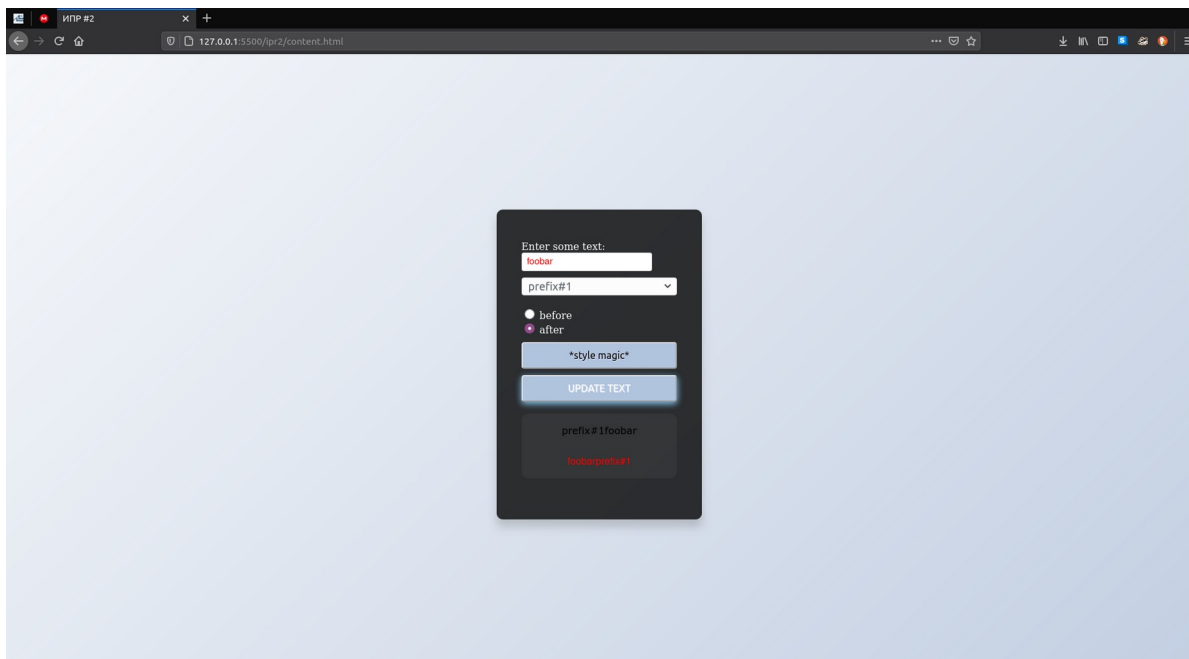 ИПР #2
127.0.0.1:5500/ipr2/content.html
Enter some text:
foobar
prefix#1
before
after
*style magic*
UPDATE TEXT
prefix#1foobar
foobarprefix#1